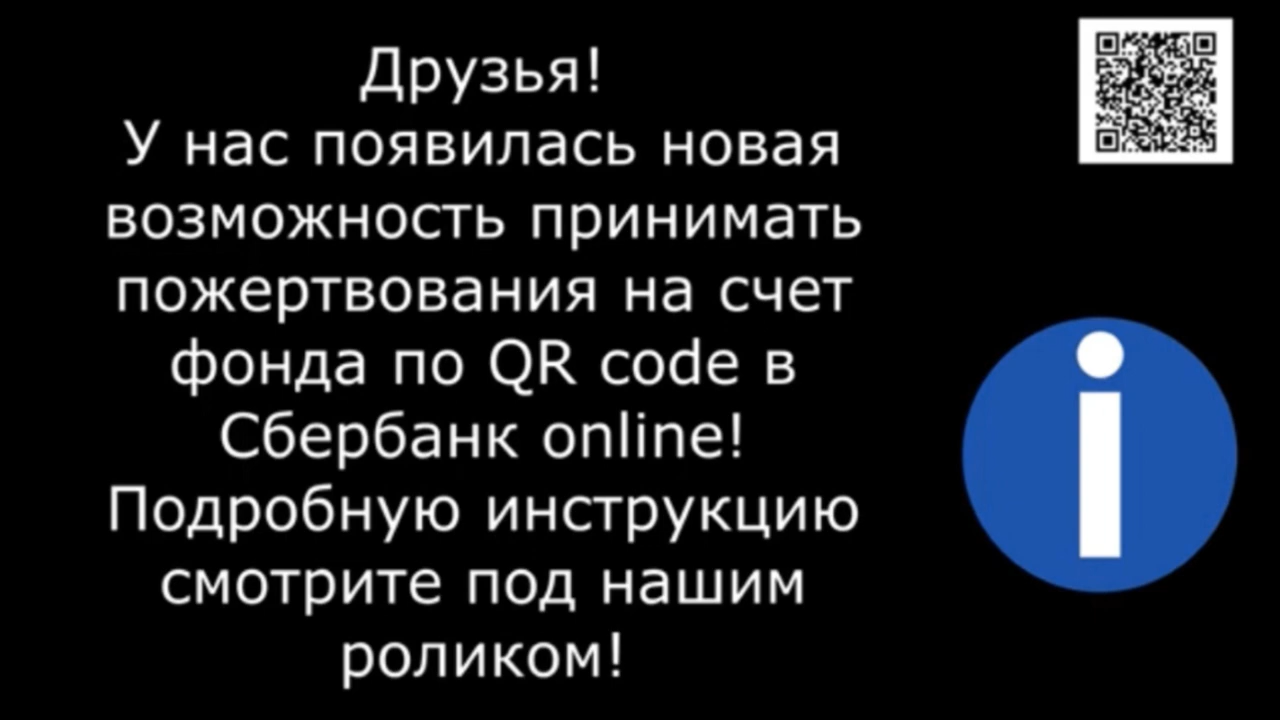 Друзья!
У нас появилась новая
возможность принимать
пожертвования на счет
фонда по QR code в
Сбербанк online!
Подробную инструкцию
смотрите под нашим
роликом!